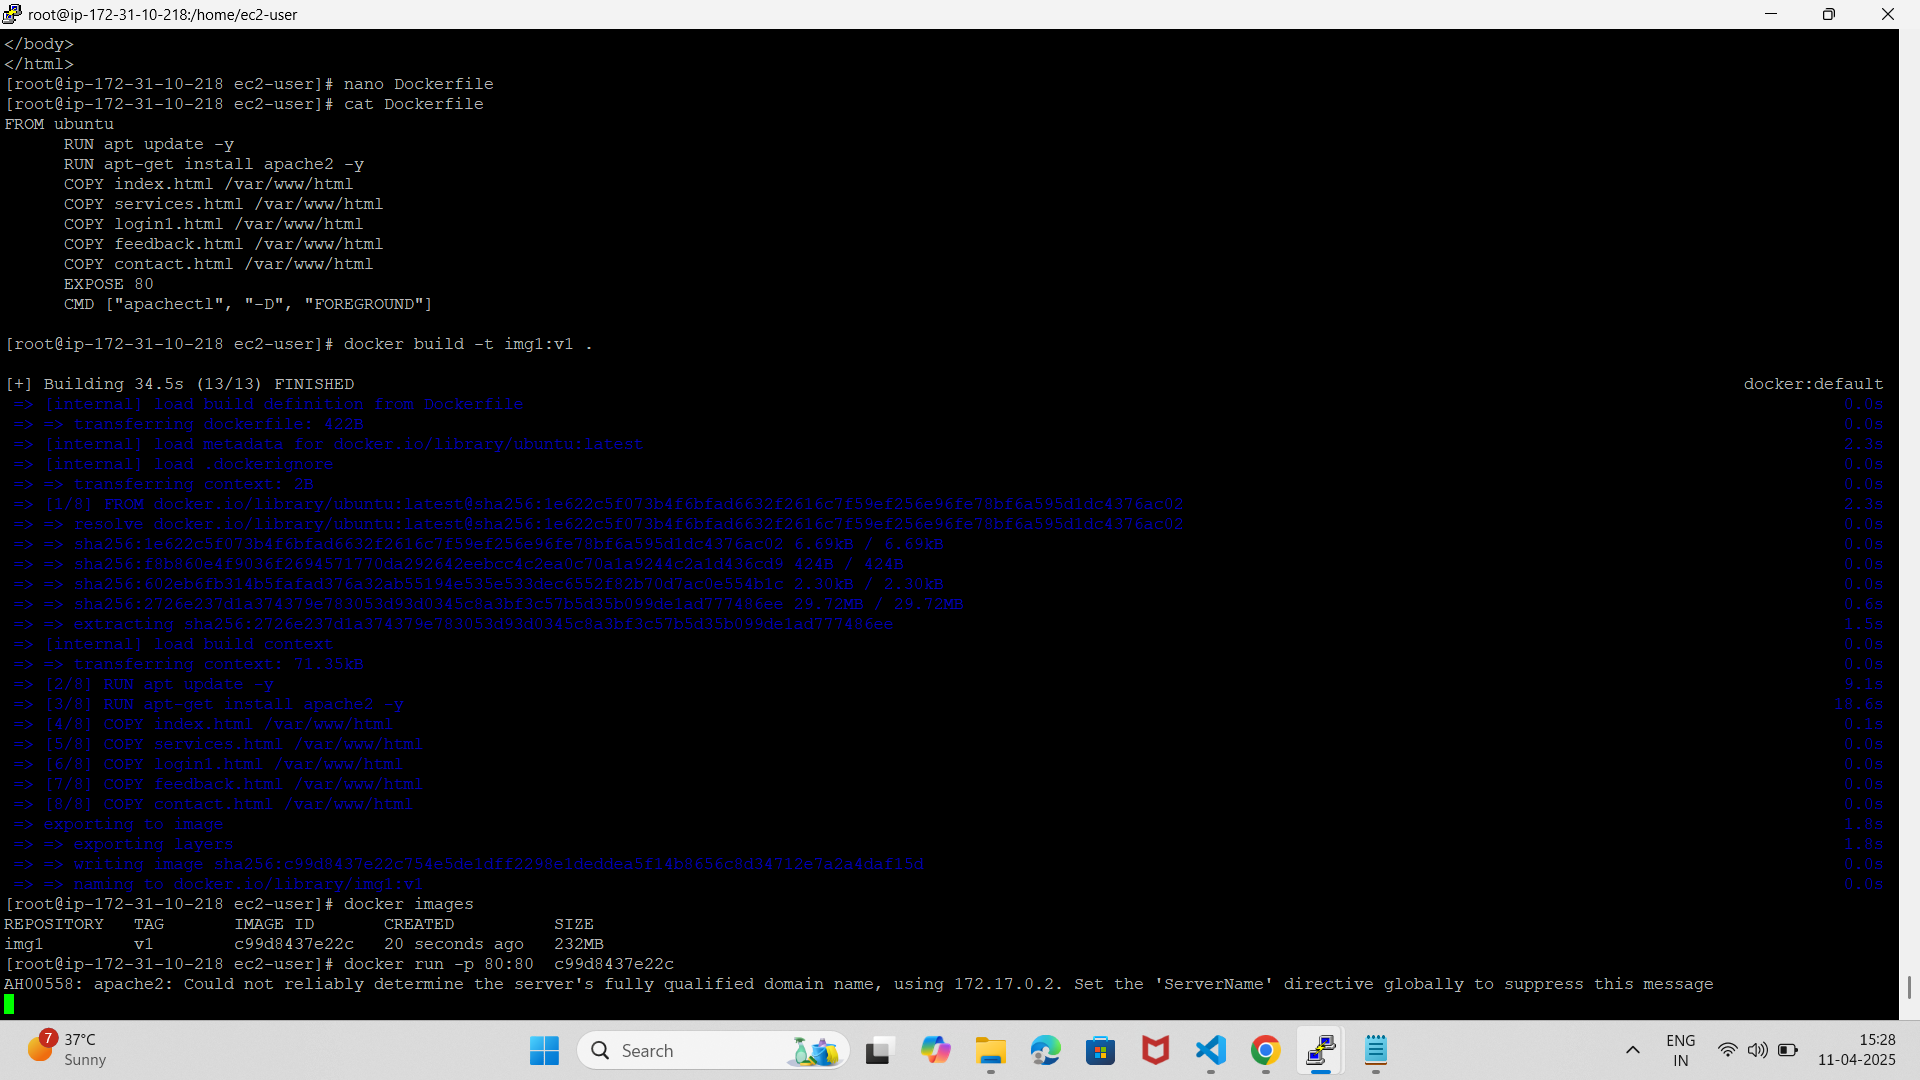 root@ip-172-31-10-218:/home/ec2-user
</body>
</html>
[root@ip-172-31-10-218 ec2-user]# nano Dockerfile
[root@ip-172-31-10-218 ec2-user]# cat Dockerfile
FROM ubuntu
RUN apt update -y
RUN apt-get install apache2 -y
COPY index.html /var/www/html
COPY services.html /var/www/html
COPY login1.html /var/www/html
COPY feedback.html /var/www/html
COPY contact.html /var/www/html
EXPOSE 80
CMD ["apachectl", "-D", "FOREGROUND"]
[root@ip-172-31-10-218 ec2-user]# docker build -t img1:v1 .
[+] Building 34.5s (13/13) FINISHED docker:default
=> [internal] load build definition from Dockerfile 0.0s
=> => transferring dockerfile: 422B 0.0s
=> [internal] load metadata for docker.io/library/ubuntu:latest 2.3s
=> [internal] load .dockerignore 0.0s
=> => transferring context: 2B 0.0s
=> [1/8] FROM docker.io/library/ubuntu:latest@sha256:1e622c5f073b4f6bfad6632f2616c7f59ef256e96fe78bf6a595d1dc4376ac02 2.3s
=> => resolve docker.io/library/ubuntu:latest@sha256:1e622c5f073b4f6bfad6632f2616c7f59ef256e96fe78bf6a595d1dc4376ac02 0.0s
=> => sha256:1e622c5f073b4f6bfad6632f2616c7f59ef256e96fe78bf6a595d1dc4376ac02 6.69kB / 6.69kB 0.0s
=> => sha256:f8b860e4f9036f2694571770da292642eebcc4c2ea0c70a1a9244c2a1d436cd9 424B / 424B 0.0s
=> => sha256:602eb6fb314b5fafad376a32ab55194e535e533dec6552f82b70d7ac0e554b1c 2.30kB / 2.30kB 0.0s
=> => sha256:2726e237d1a374379e783053d93d0345c8a3bf3c57b5d35b099de1ad777486ee 29.72MB / 29.72MB 0.6s
=> => extracting sha256:2726e237d1a374379e783053d93d0345c8a3bf3c57b5d35b099de1ad777486ee 1.5s
=> [internal] load build context 0.0s
=> => transferring context: 71.35kB 0.0s
=> [2/8] RUN apt update -y 9.1s
=> [3/8] RUN apt-get install apache2 -y 18.6s
=> [4/8] COPY index.html /var/www/html 0.1s
=> [5/8] COPY services.html /var/www/html 0.0s
=> [6/8] COPY login1.html /var/www/html 0.0s
=> [7/8] COPY feedback.html /var/www/html 0.0s
=> [8/8] COPY contact.html /var/www/html 0.0s
=> exporting to image 1.8s
=> => exporting layers 1.8s
=> => writing image sha256:c99d8437e22c754e5de1dff2298e1deddea5f14b8656c8d34712e7a2a4daf15d 0.0s
=> => naming to docker.io/library/img1:v1 0.0s
[root@ip-172-31-10-218 ec2-user]# docker images
REPOSITORY TAG IMAGE ID CREATED SIZE
img1 v1 c99d8437e22c 20 seconds ago 232MB
[root@ip-172-31-10-218 ec2-user]# docker run -p 80:80 c99d8437e22c
AH00558: apache2: Could not reliably determine the server's fully qualified domain name, using 172.17.0.2. Set the 'ServerName' directive globally to suppress this message
7
37°C
Sunny
Search
ENG
IN
15:28
11-04-2025